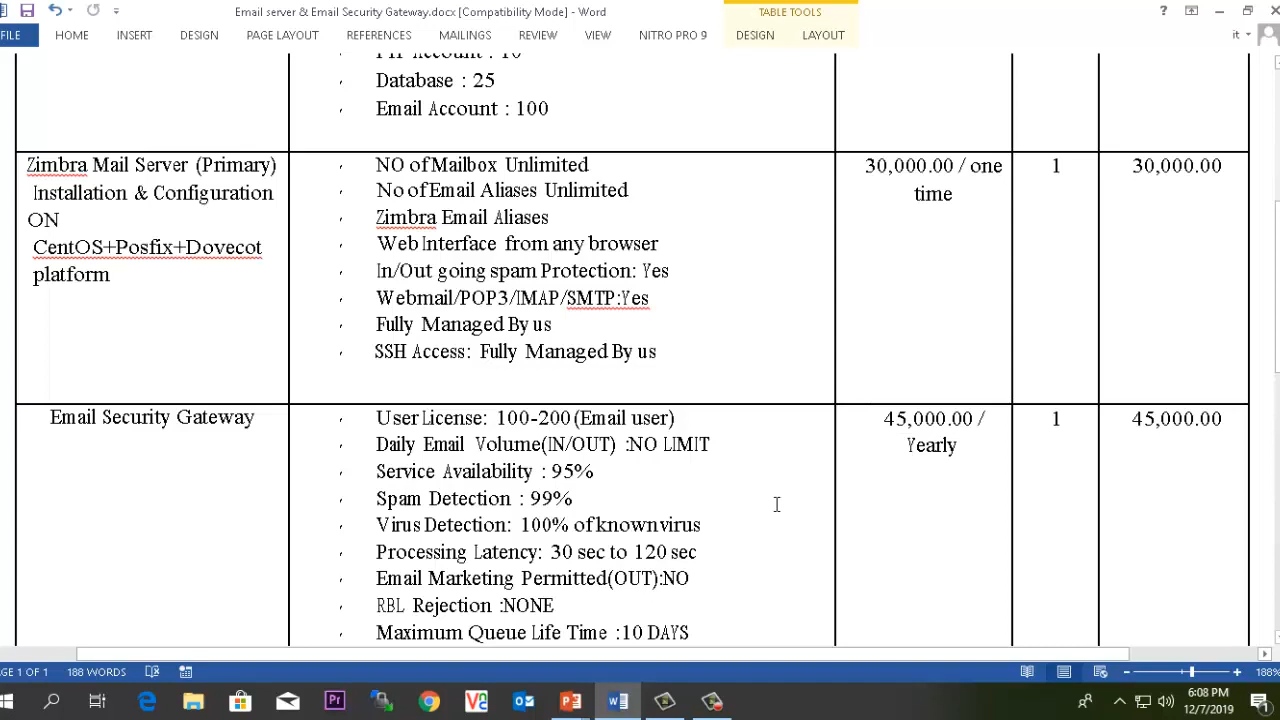 Email server & Email Security Gateway.docx [Compatibility Mode] - Word
TABLE TOOLS
FILE HOME INSERT DESIGN PAGE LAYOUT REFERENCES MAILINGS REVIEW VIEW NITRO PRO 9 DESIGN LAYOUT it
Database : 25
Email Account : 100
Zimbra Mail Server (Primary)
Installation & Configuration
ON
CentOS+Posfix+Dovecot
platform
NO of Mailbox Unlimited
No of Email Aliases Unlimited
Zimbra Email Aliases
Web Interface from any browser
In/Out going spam Protection: Yes
Webmail/POP3/IMAP/SMTP:Yes
Fully Managed By us
SSH Access: Fully Managed By us
30,000.00 / one
time
1
30,000.00
Email Security Gateway
User License: 100-200 (Email user)
Daily Email Volume(IN/OUT) :NO LIMIT
Service Availability : 95%
Spam Detection : 99%
Virus Detection: 100% of known virus
Processing Latency: 30 sec to 120 sec
Email Marketing Permitted(OUT):NO
RBL Rejection :NONE
Maximum Queue Life Time :10 DAYS
45,000.00 /
Yearly
1
45,000.00
AGE 1 OF 1 188 WORDS 188%
6:08 PM
12/7/2019